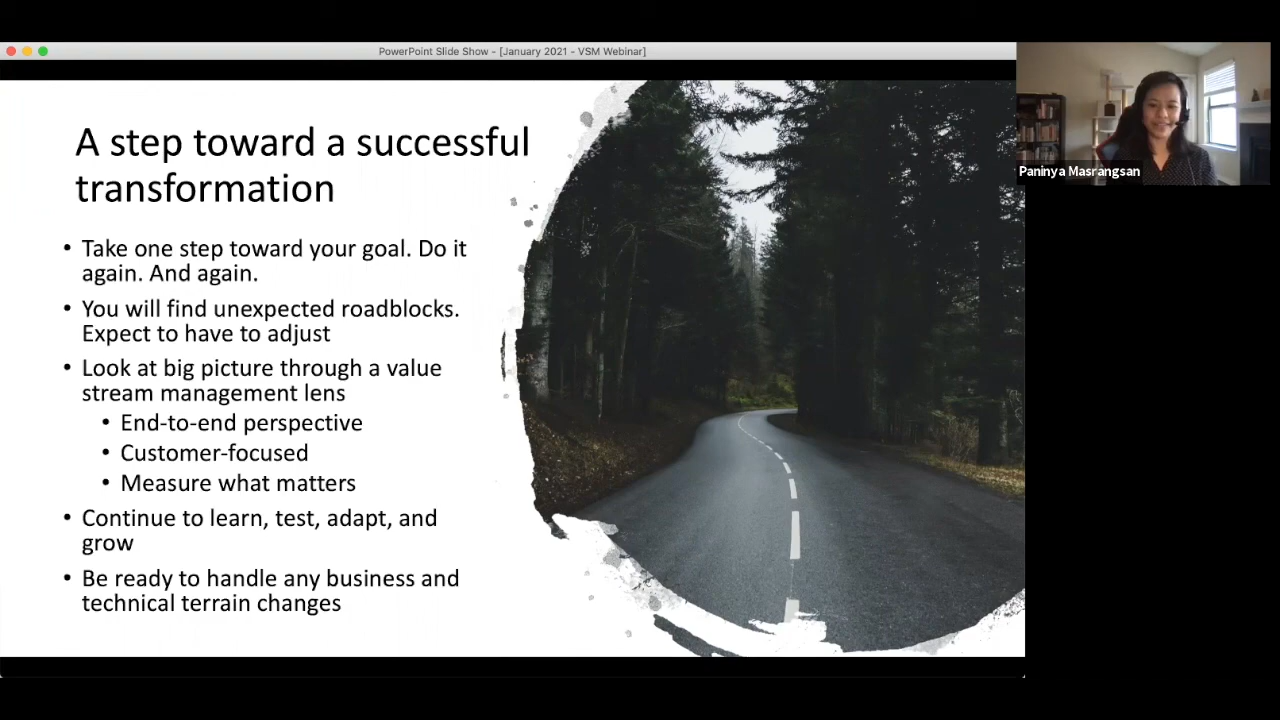 PowerPoint Slide Show - [January 2021 - VSM Webinar]
A step toward a successful
transformation
• Take one step toward your goal. Do it
again. And again.
• You will find unexpected roadblocks.
Expect to have to adjust
• Look at big picture through a value
stream management lens
• End-to-end perspective
• Customer-focused
• Measure what matters
• Continue to learn, test, adapt, and
grow
• Be ready to handle any business and
technical terrain changes
Paninya Masrangsan